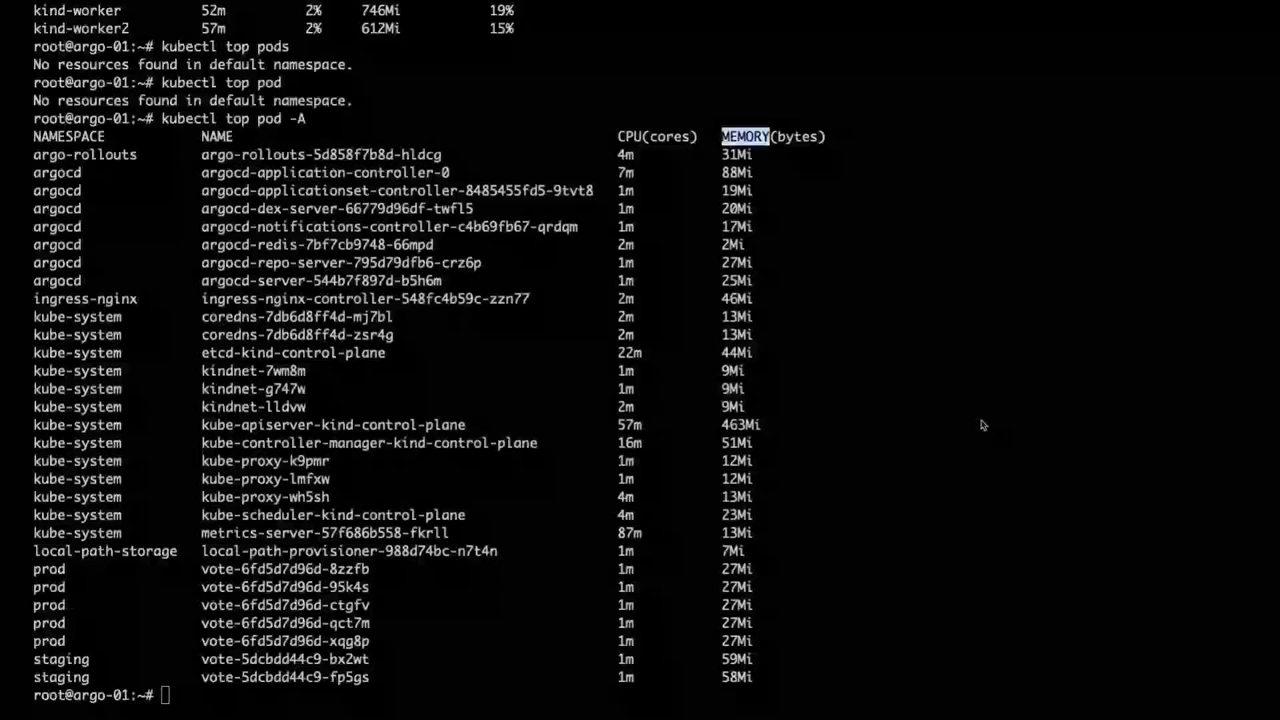 kind-worker 52m 2% 746Mi 19%
kind-worker2 57m 2% 612Mi 15%
root@argo-01:~# kubectl top pods
No resources found in default namespace.
root@argo-01:~# kubectl top pod
No resources found in default namespace.
root@argo-01:~# kubectl top pod -A
NAMESPACE NAME CPU(cores) MEMORY(bytes)
argo-rollouts argo-rollouts-5d858f7b8d-hldcg 4m 31Mi
argocd argocd-application-controller-0 7m 88Mi
argocd argocd-applicationset-controller-8485455fd5-9tvt8 1m 19Mi
argocd argocd-dex-server-66779d96df-twfl5 1m 20Mi
argocd argocd-notifications-controller-c4b69fb67-qrdqm 1m 17Mi
argocd argocd-redis-7bf7cb9748-66mpd 2m 2Mi
argocd argocd-repo-server-795d79dfb6-crz6p 1m 27Mi
argocd argocd-server-544b7f897d-b5h6m 1m 25Mi
ingress-nginx ingress-nginx-controller-548fc4b59c-zzn77 2m 46Mi
kube-system coredns-7db6d8ff4d-mj7bl 2m 13Mi
kube-system coredns-7db6d8ff4d-zsr4g 2m 13Mi
kube-system etcd-kind-control-plane 22m 44Mi
kube-system kindnet-7wm8m 1m 9Mi
kube-system kindnet-g747w 1m 9Mi
kube-system kindnet-lldvw 2m 9Mi
kube-system kube-apiserver-kind-control-plane 57m 463Mi
kube-system kube-controller-manager-kind-control-plane 16m 51Mi
kube-system kube-proxy-k9pmr 1m 12Mi
kube-system kube-proxy-lmfxw 1m 12Mi
kube-system kube-proxy-wh5sh 4m 13Mi
kube-system kube-scheduler-kind-control-plane 4m 23Mi
kube-system metrics-server-57f686b558-fkrll 87m 13Mi
local-path-storage local-path-provisioner-988d74bc-n7t4n 1m 7Mi
prod vote-6fd5d7d96d-8zzfb 1m 27Mi
prod vote-6fd5d7d96d-95k4s 1m 27Mi
prod vote-6fd5d7d96d-ctgfv 1m 27Mi
prod vote-6fd5d7d96d-qct7m 1m 27Mi
prod vote-6fd5d7d96d-xqg8p 1m 27Mi
staging vote-5dcbdd44c9-bx2wt 1m 59Mi
staging vote-5dcbdd44c9-fp5gs 1m 58Mi
root@argo-01:~#